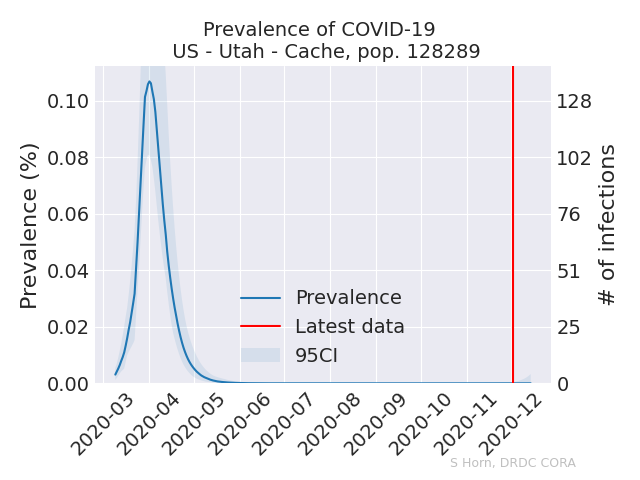 Prevalence of COVID-19
US - Utah - Cache, pop. 128289
Prevalence (%)
0.10
0.08
0.06
0.04
0.02
0.00
128
102
76
51
25
0
# of infections
Prevalence
Latest data
95CI
2020-03
2020-04
2020-05
2020-06
2020-07
2020-08
2020-09
2020-10
2020-11
2020-12
S Horn, DRDC CORA